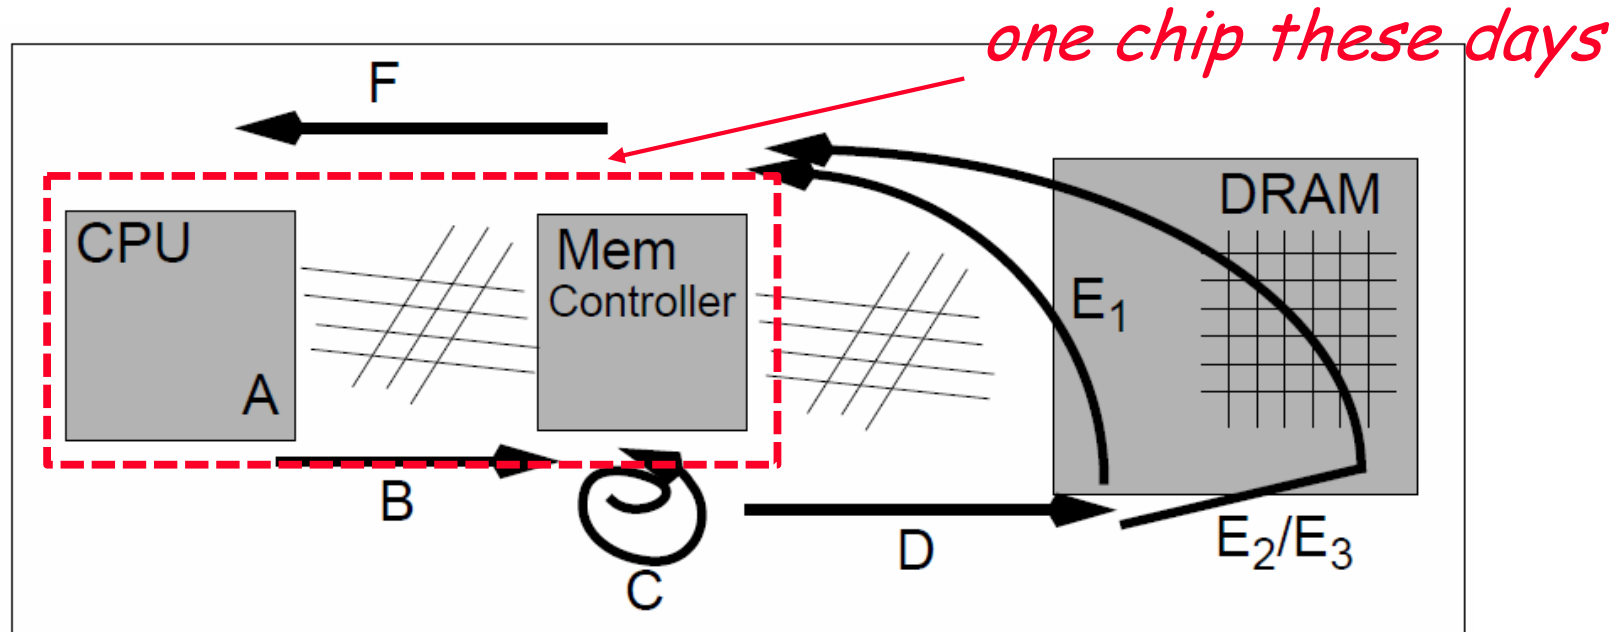 one chip these days
F
CPU
Mem
Controller
DRAM
E₁
A
B
C
D
E₂/E₃